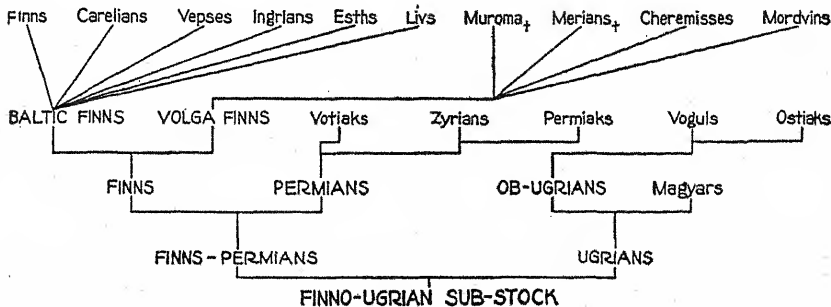 Finns Carelians Vepses Ingrians Esths Livs Muroma† Merians† Cheremisses Mordvins
BALTIC FINNS VOLGA FINNS Votiaks Zyrians Permiaks Voguls Ostiaks
FINNS PERMIANS OB-UGRIANS Magyars
FINNS-PERMIANS UGRIANS
FINNO-UGRIAN SUB-STOCK